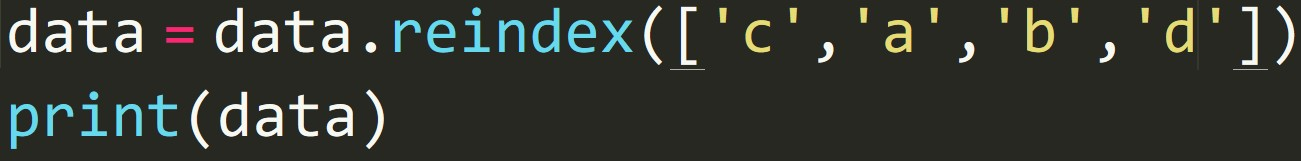 data = data.reindex(['c','a','b','d'])
print(data)